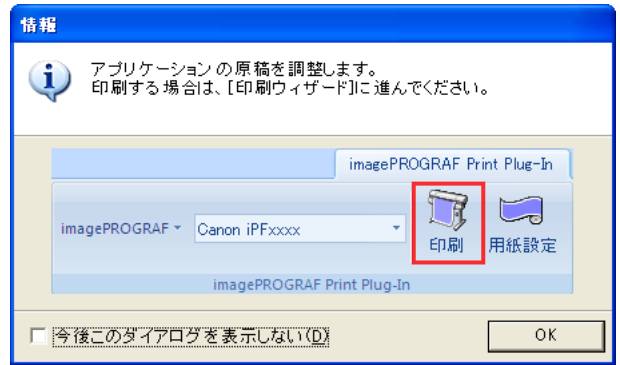 情報
アプリケーションの原稿を調整します。
印刷する場合は、[印刷ウィザード]に進んでください。
imagePROGRAF Print Plug-In
imagePROGRAF
Canon iPFxxxx
印刷
用紙設定
imagePROGRAF Print Plug-In
今後このダイアログを表示しない(D)
OK